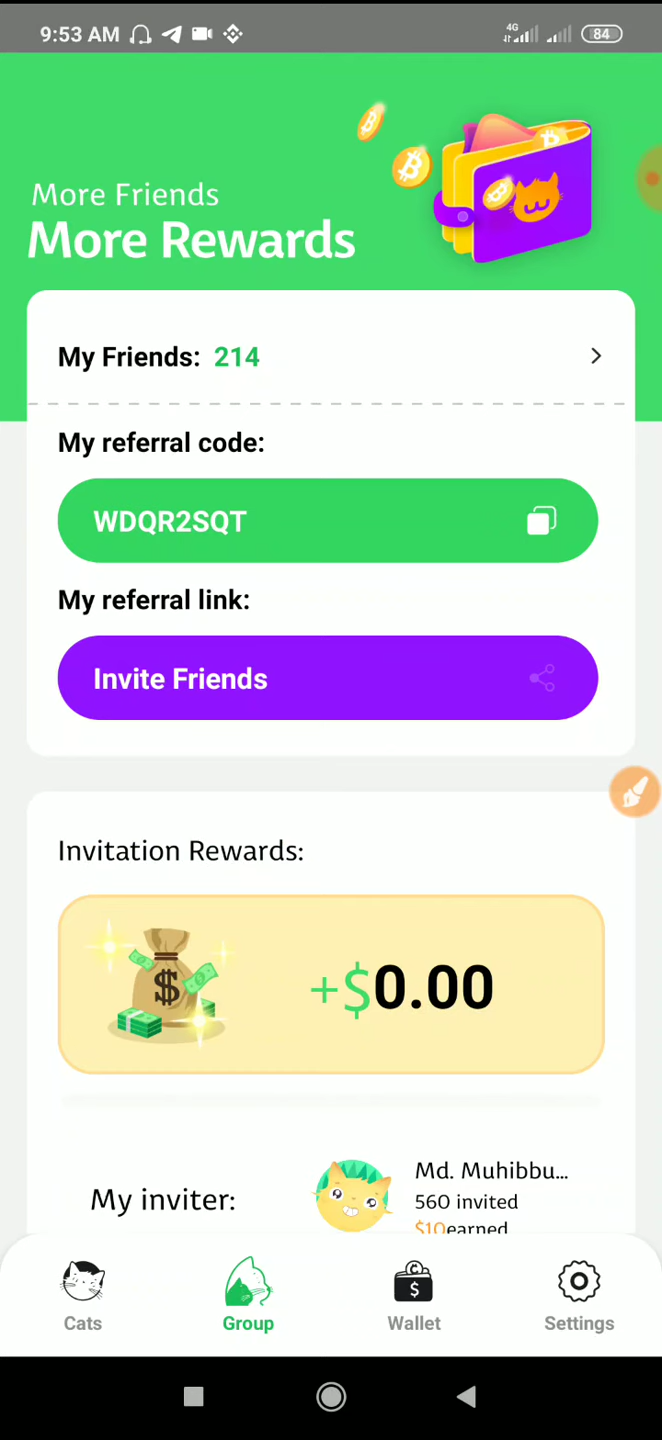 9:53 AM
4G
84
More Friends
More Rewards
My Friends: 214
My referral code:
WDQR2SQT
My referral link:
Invite Friends
Invitation Rewards:
$
+$0.00
My inviter:
Md. Muhibbu...
560 invited
$10earned
Cats
Group
Wallet
Settings